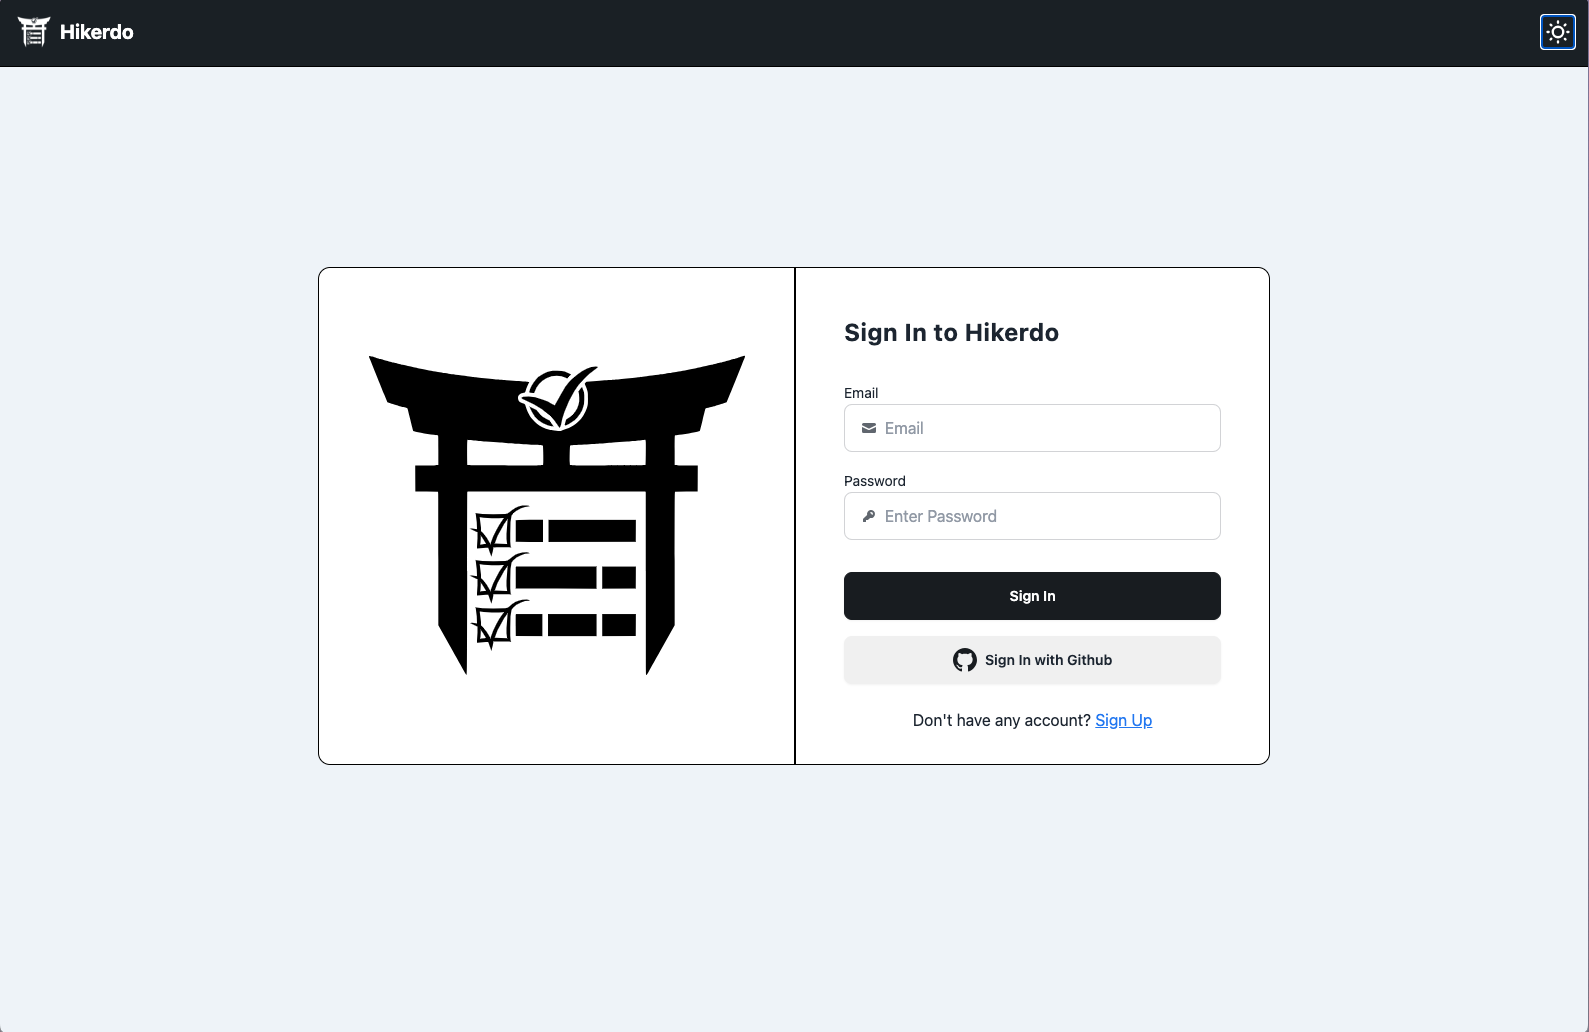 Hikerdo
Sign In to Hikerdo
Email
Email
Password
Enter Password
Sign In
Sign In with Github
Don't have any account? Sign Up